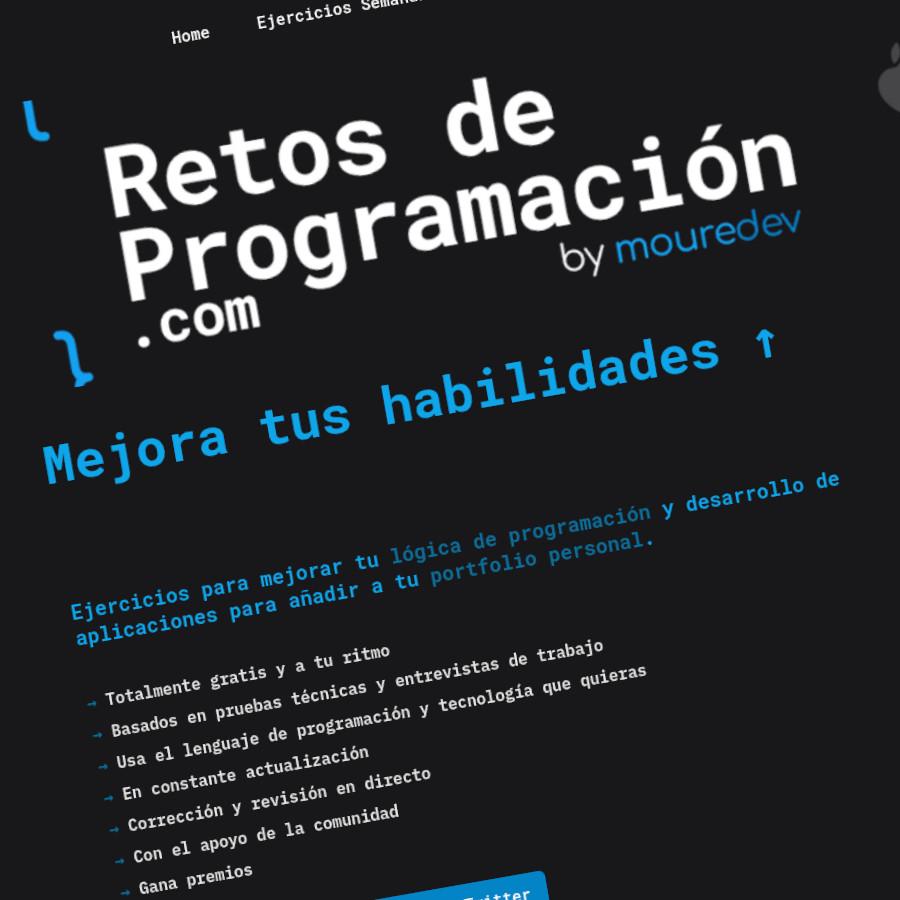 Home Ejercicios
Retos de
Programación
.com
by mouredev
Mejora tus habilidades ↑
Ejercicios para mejorar tu lógica de programación y desarrollo de
aplicaciones para añadir a tu portfolio personal.
→ Totalmente gratis y a tu ritmo
→ Basados en pruebas técnicas y entrevistas de trabajo
→ Usa el lenguaje de programación y tecnología que quieras
→ En constante actualización
→ Corrección y revisión en directo
→ Con el apoyo de la comunidad
→ Gana premios
Twitter